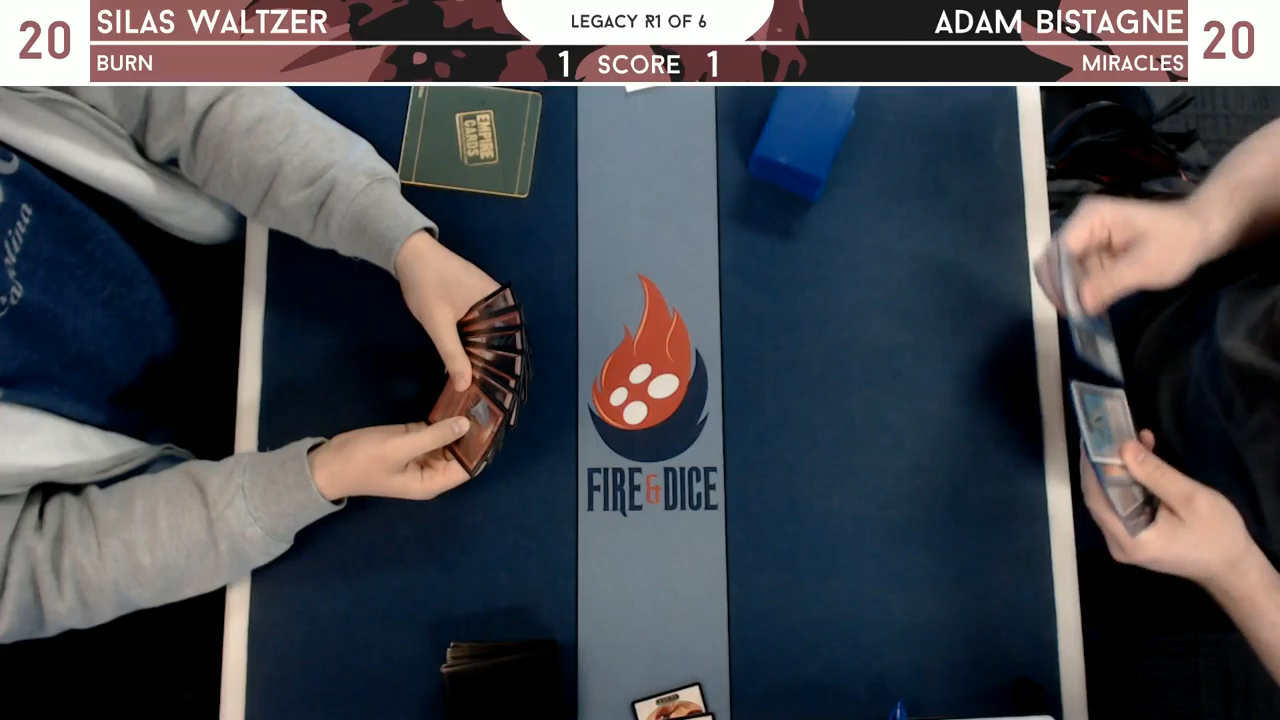 20
SILAS WALTZER
BURN
LEGACY R1 OF 6
1 SCORE 1
ADAM BISTAGNE
MIRACLES
20
EMPIRE
CARDS
Carolina
FIRE & DICE